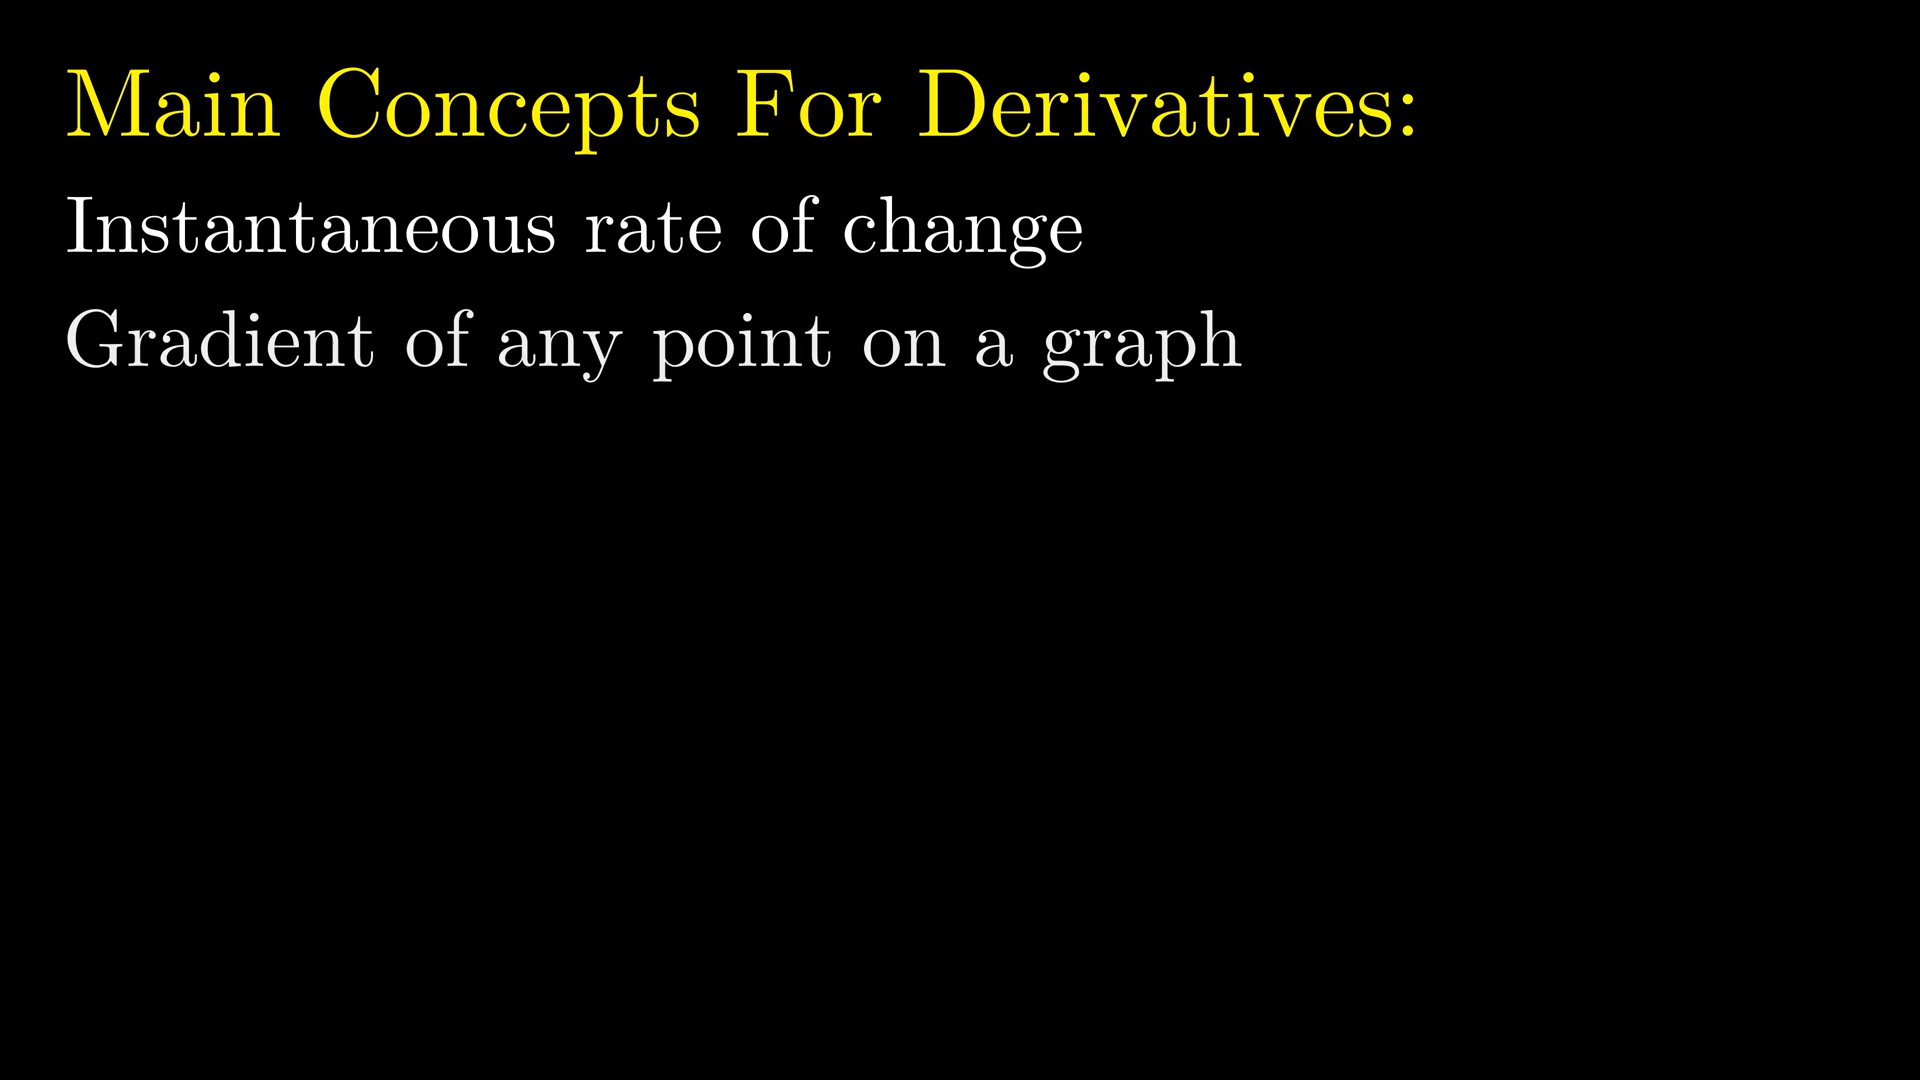 Main Concepts For Derivatives:
Instantaneous rate of change
Gradient of any point on a graph